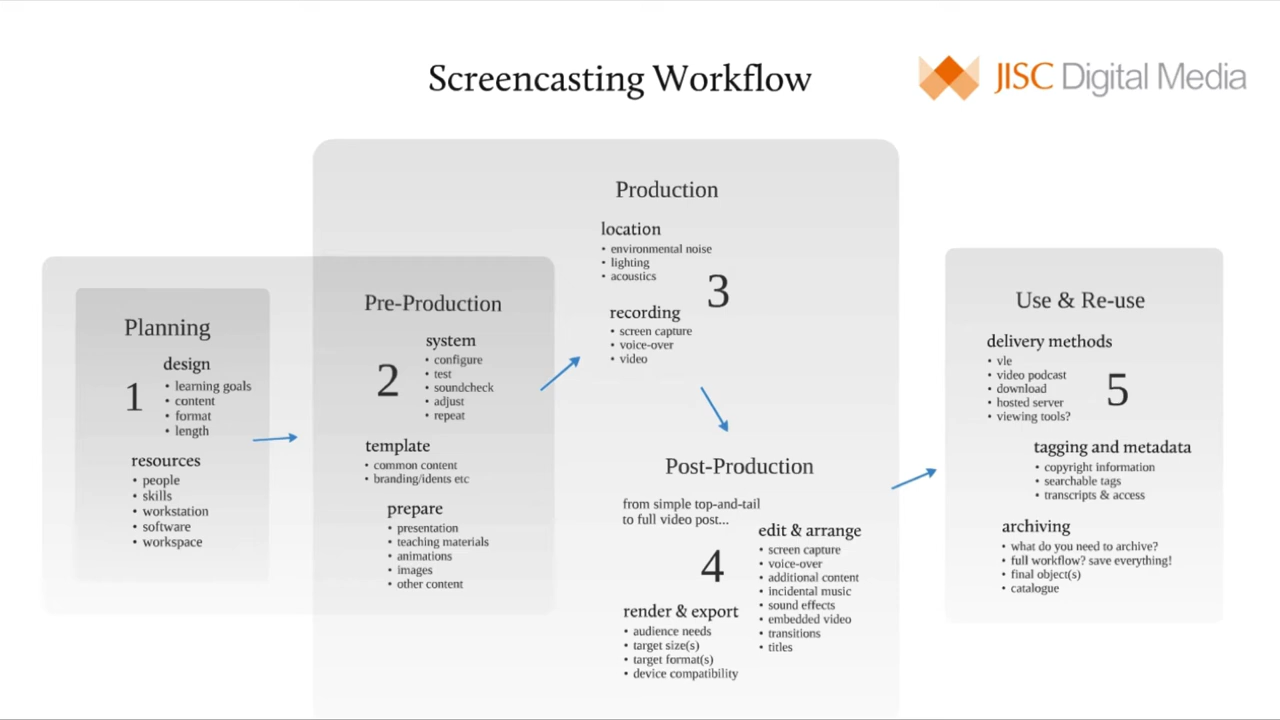 Screencasting Workflow
JISC Digital Media
Planning
1
design
• learning goals
• content
• format
• length
resources
• people
• skills
• workstation
• software
• workspace
Pre-Production
2
system
• configure
• test
• soundcheck
• adjust
• repeat
template
• common content
• branding/idents etc
prepare
• presentation
• teaching materials
• animations
• images
• other content
Production
3
location
• environmental noise
• lighting
• acoustics
recording
• screen capture
• voice-over
• video
Post-Production
from simple top-and-tail
to full video post...
4
edit & arrange
• screen capture
• voice-over
• additional content
• incidental music
• sound effects
• embedded video
• transitions
• titles
render & export
• audience needs
• target size(s)
• target format(s)
• device compatibility
Use & Re-use
5
delivery methods
• vle
• video podcast
• download
• hosted server
• viewing tools?
tagging and metadata
• copyright information
• searchable tags
• transcripts & access
archiving
• what do you need to archive?
• full workflow? save everything!
• final object(s)
• catalogue